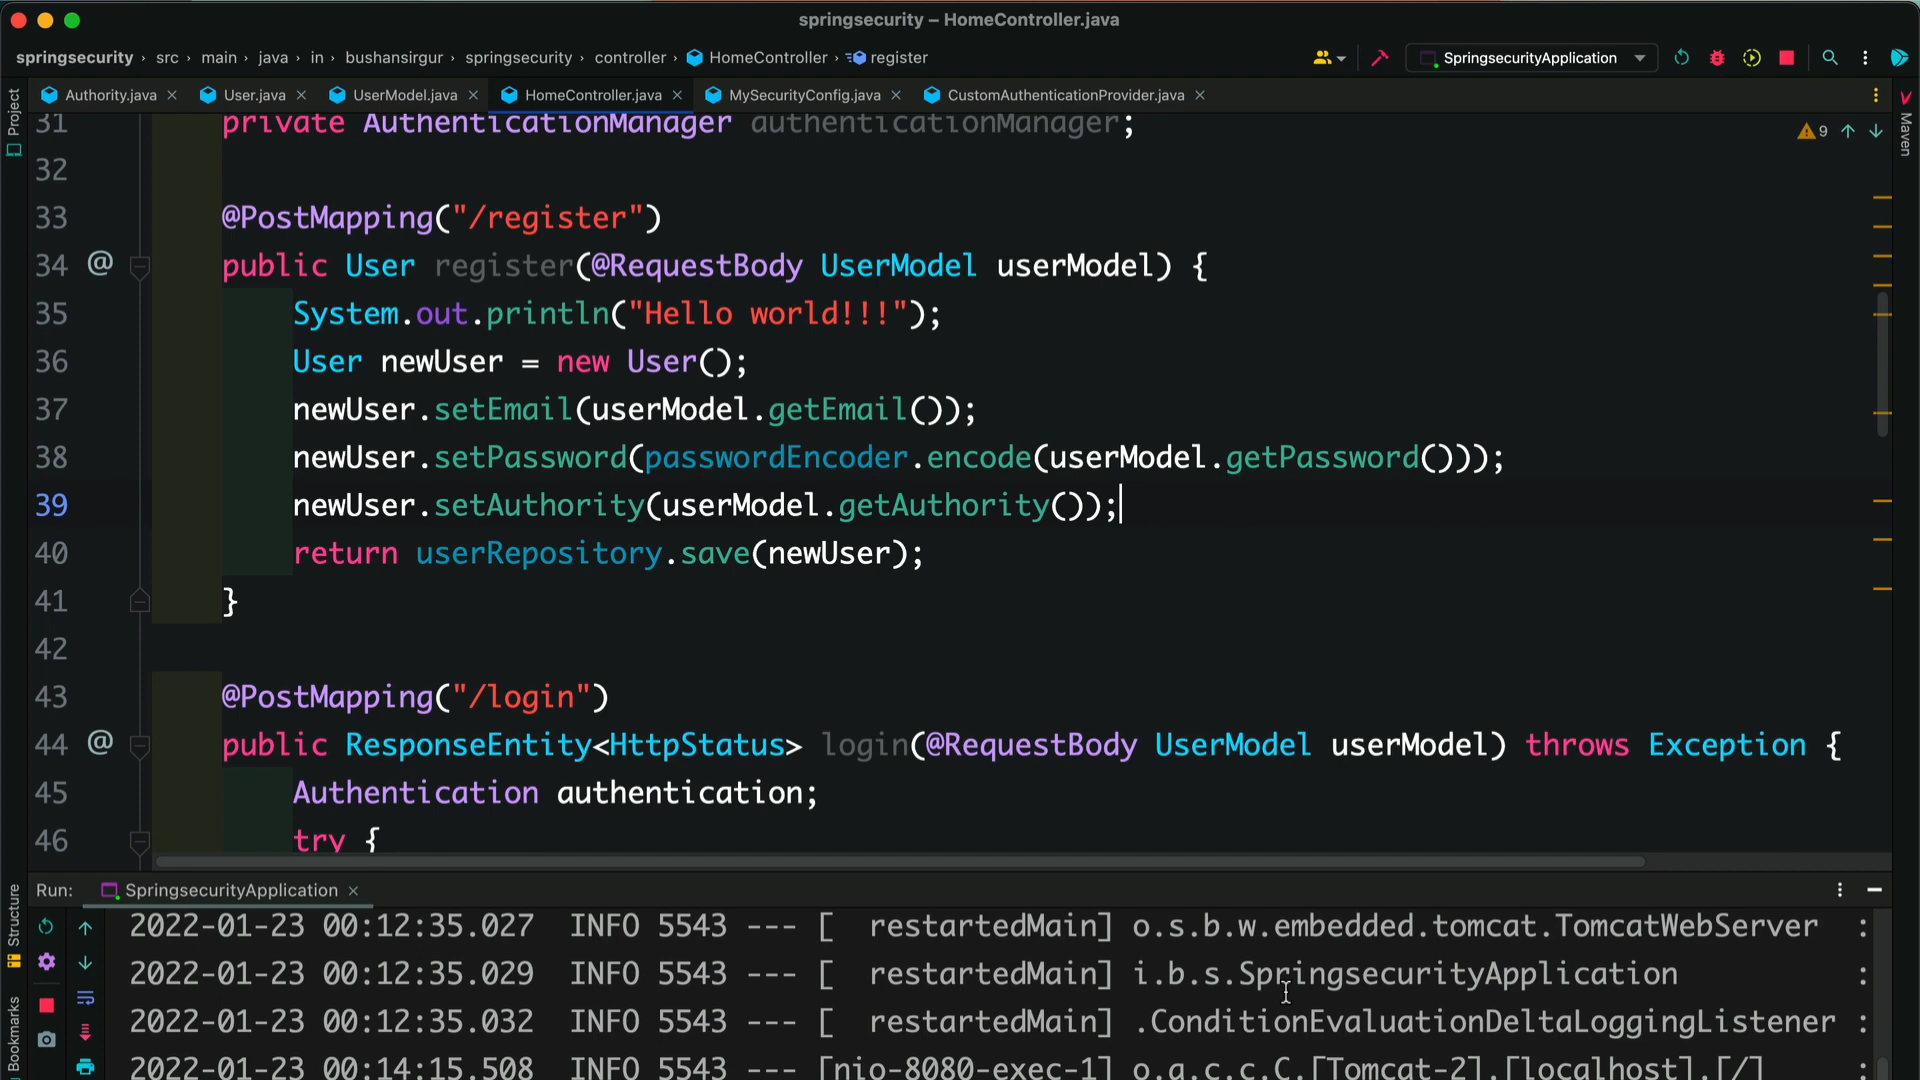 springsecurity – HomeController.java
springsecurity › src › main › java › in › bushansirgur › springsecurity › controller › HomeController › register
SpringsecurityApplication
Authority.java × User.java × UserModel.java × HomeController.java × MySecurityConfig.java × CustomAuthenticationProvider.java ×
Project
Maven
9
31 private AuthenticationManager authenticationManager;
32
33 @PostMapping("/register")
34 @ public User register(@RequestBody UserModel userModel) {
35 System.out.println("Hello world!!!");
36 User newUser = new User();
37 newUser.setEmail(userModel.getEmail());
38 newUser.setPassword(passwordEncoder.encode(userModel.getPassword()));
39 newUser.setAuthority(userModel.getAuthority());
40 return userRepository.save(newUser);
41 }
42
43 @PostMapping("/login")
44 @ public ResponseEntity<HttpStatus> login(@RequestBody UserModel userModel) throws Exception {
45 Authentication authentication;
46 try {
Run: SpringsecurityApplication ×
Structure
Bookmarks
2022-01-23 00:12:35.027 INFO 5543 --- [ restartedMain] o.s.b.w.embedded.tomcat.TomcatWebServer :
2022-01-23 00:12:35.029 INFO 5543 --- [ restartedMain] i.b.s.SpringsecurityApplication :
2022-01-23 00:12:35.032 INFO 5543 --- [ restartedMain] .ConditionEvaluationDeltaLoggingListener :
2022-01-23 00:14:15.508 INFO 5543 --- [nio-8080-exec-1] o.a.c.c.C.[Tomcat-2].[localhost].[/] :